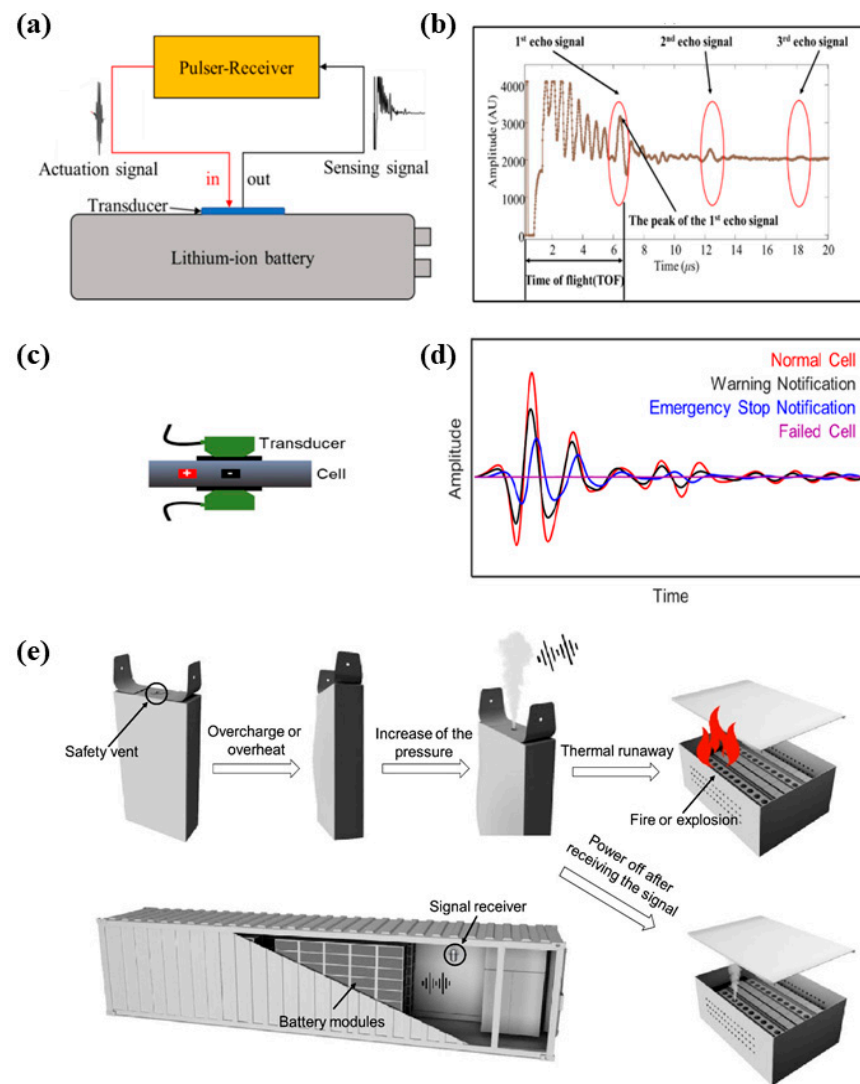 (a)
Pulser-Receiver
Actuation signal
in
out
Sensing signal
Transducer
Lithium-ion battery
(b)
1st echo signal
2nd echo signal
3rd echo signal
Amplitude (AU)
4000
3000
2000
1000
0
The peak of the 1st echo signal
2 4 6 8 10 12 14 16 18 20
Time (μs)
Time of flight(TOF)
(c)
Transducer
+ -
Cell
(d)
Normal Cell
Warning Notification
Emergency Stop Notification
Failed Cell
Amplitude
Time
(e)
Safety vent
Overcharge or
overheat
Increase of the
pressure
Thermal runaway
Fire or explosion
Power off after
receiving the signal
Signal receiver
Battery modules